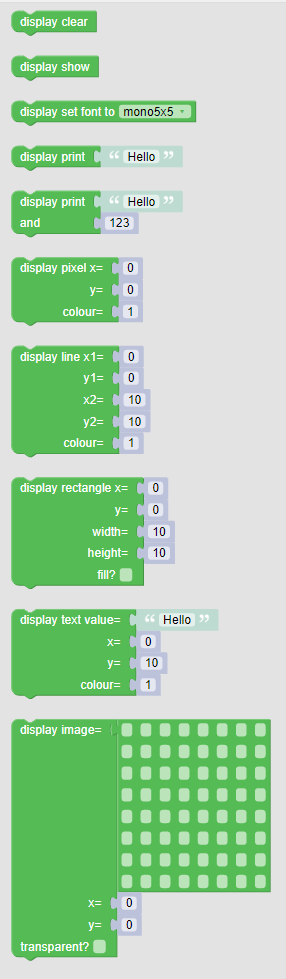 display clear
display show
display set font to mono5x5
display print “ Hello ”
display print “ Hello ”
and 123
display pixel x= 0
y= 0
colour= 1
display line x1= 0
y1= 0
x2= 10
y2= 10
colour= 1
display rectangle x= 0
y= 0
width= 10
height= 10
fill?
display text value= “ Hello ”
x= 0
y= 10
colour= 1
display image=
x= 0
y= 0
transparent?